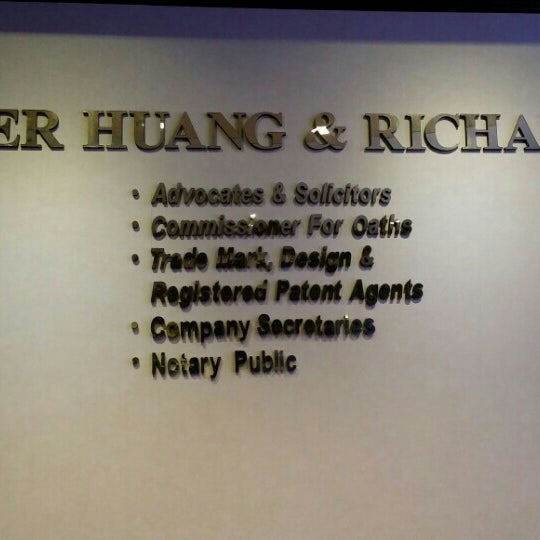 ER HUANG & RICHA
• Advocates & Solicitors
• Commissioner For Oaths
• Trade Mark, Design &
Registered Patent Agents
• Company Secretaries
• Notary Public